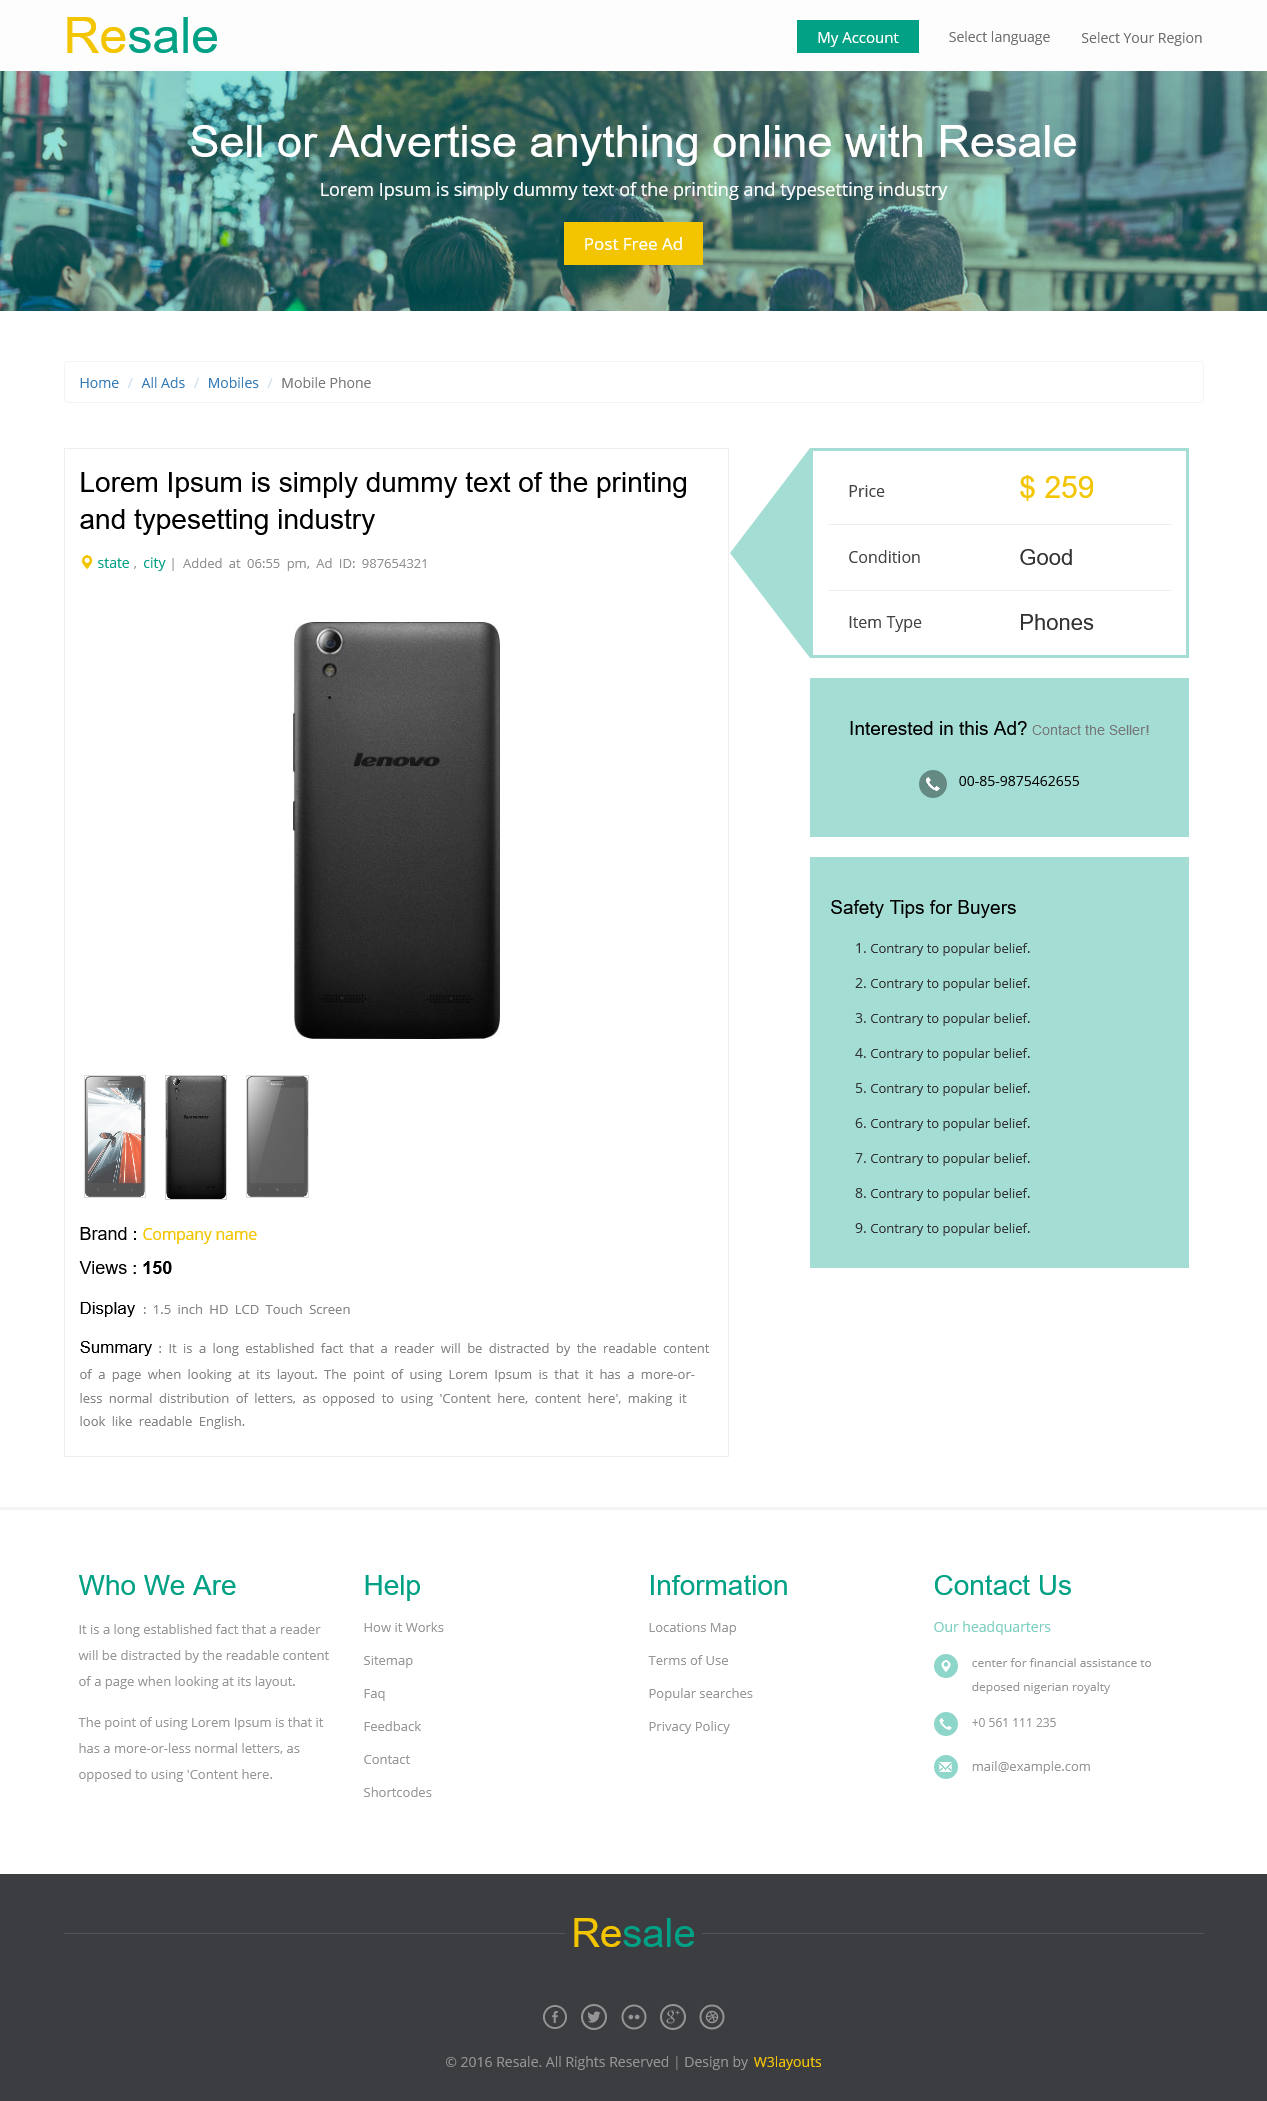 Resale
My Account
Select language
Select Your Region
Sell or Advertise anything online with Resale
Lorem Ipsum is simply dummy text of the printing and typesetting industry
Post Free Ad
Home / All Ads / Mobiles / Mobile Phone
Lorem Ipsum is simply dummy text of the printing
and typesetting industry
state , city | Added at 06:55 pm, Ad ID: 987654321
lenovo
Brand : Company name
Views : 150
Display : 1.5 inch HD LCD Touch Screen
Summary : It is a long established fact that a reader will be distracted by the readable content
of a page when looking at its layout. The point of using Lorem Ipsum is that it has a more-or-
less normal distribution of letters, as opposed to using 'Content here, content here', making it
look like readable English.
Price $ 259
Condition Good
Item Type Phones
Interested in this Ad? Contact the Seller!
00-85-9875462655
Safety Tips for Buyers
1. Contrary to popular belief.
2. Contrary to popular belief.
3. Contrary to popular belief.
4. Contrary to popular belief.
5. Contrary to popular belief.
6. Contrary to popular belief.
7. Contrary to popular belief.
8. Contrary to popular belief.
9. Contrary to popular belief.
Who We Are
It is a long established fact that a reader
will be distracted by the readable content
of a page when looking at its layout.
The point of using Lorem Ipsum is that it
has a more-or-less normal letters, as
opposed to using 'Content here.
Help
How it Works
Sitemap
Faq
Feedback
Contact
Shortcodes
Information
Locations Map
Terms of Use
Popular searches
Privacy Policy
Contact Us
Our headquarters
center for financial assistance to
deposed nigerian royalty
+0 561 111 235
mail@example.com
Resale
© 2016 Resale. All Rights Reserved | Design by W3layouts